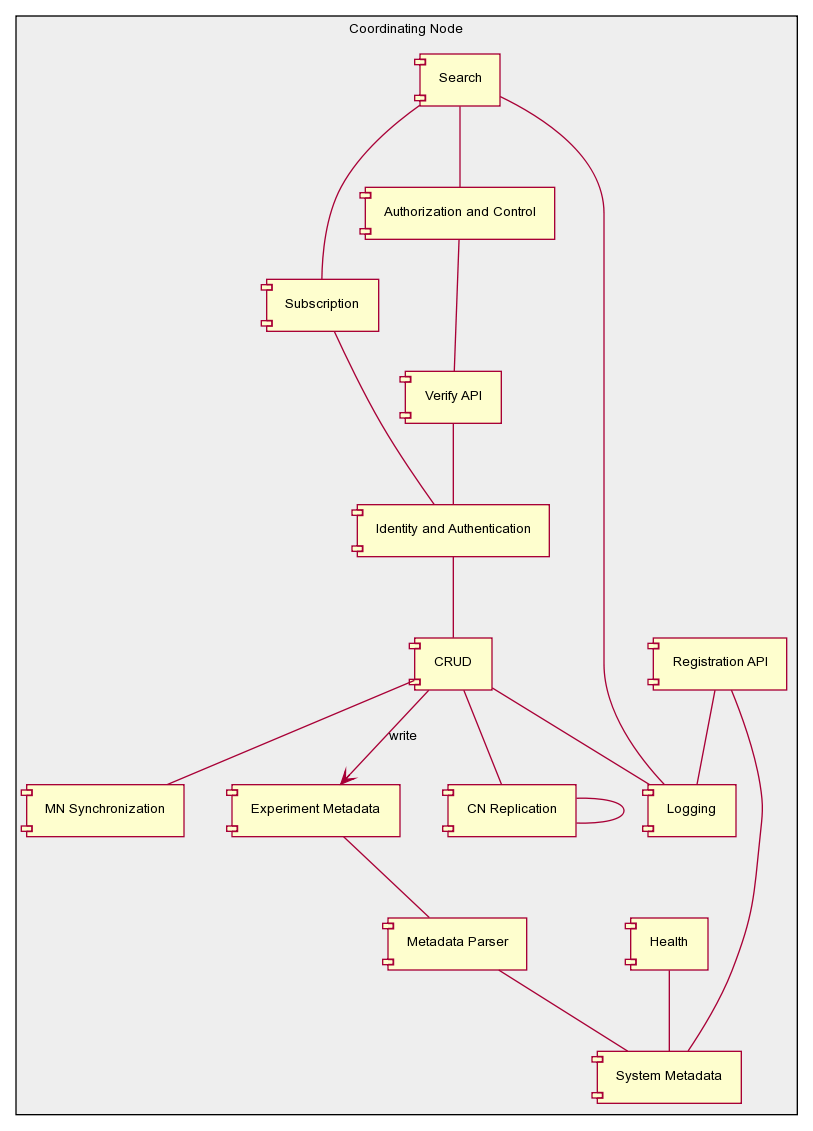 Coordinating Node
Search
Authorization and Control
Subscription
Verify API
Identity and Authentication
CRUD
Registration API
write
MN Synchronization
Experiment Metadata
CN Replication
Logging
Metadata Parser
Health
System Metadata